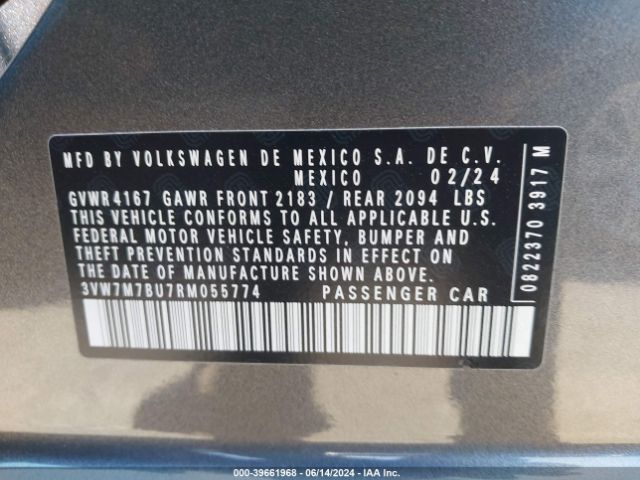 MFD BY VOLKSWAGEN DE MEXICO S.A. DE C.V.
MEXICO 02/24
GVWR 4167 GAWR FRONT 2183 / REAR 2094 LBS
THIS VEHICLE CONFORMS TO ALL APPLICABLE U.S.
FEDERAL MOTOR VEHICLE SAFETY, BUMPER AND
THEFT PREVENTION STANDARDS IN EFFECT ON
THE DATE OF MANUFACTURE SHOWN ABOVE.
3VW7M7BU7RM055774 PASSENGER CAR
0822370 3917 M
000-39661968 - 06/14/2024 - IAA Inc.